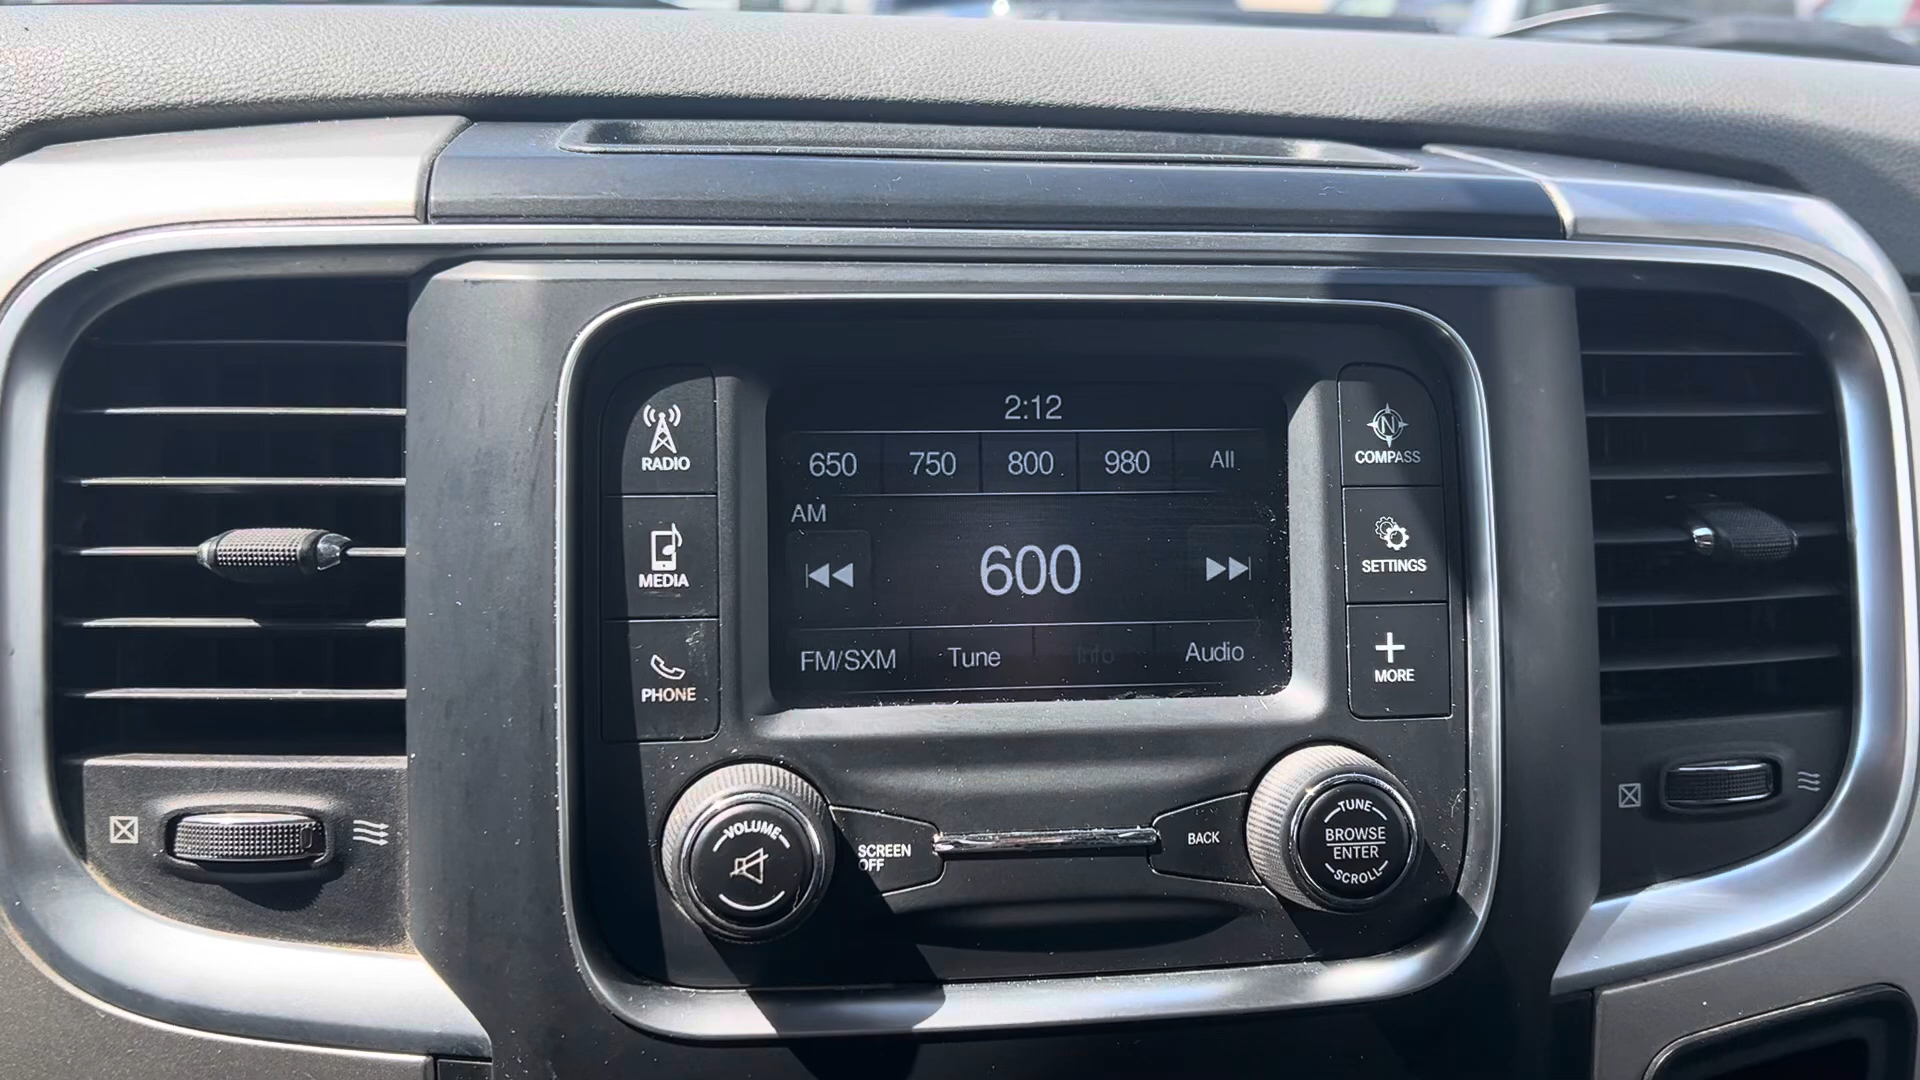 2:12
650 750 800 980 All
AM
600
FM/SXM Tune Info Audio
RADIO
MEDIA
PHONE
N
COMPASS
SETTINGS
MORE
VOLUME
SCREEN
OFF
BACK
TUNE
BROWSE
ENTER
SCROLL